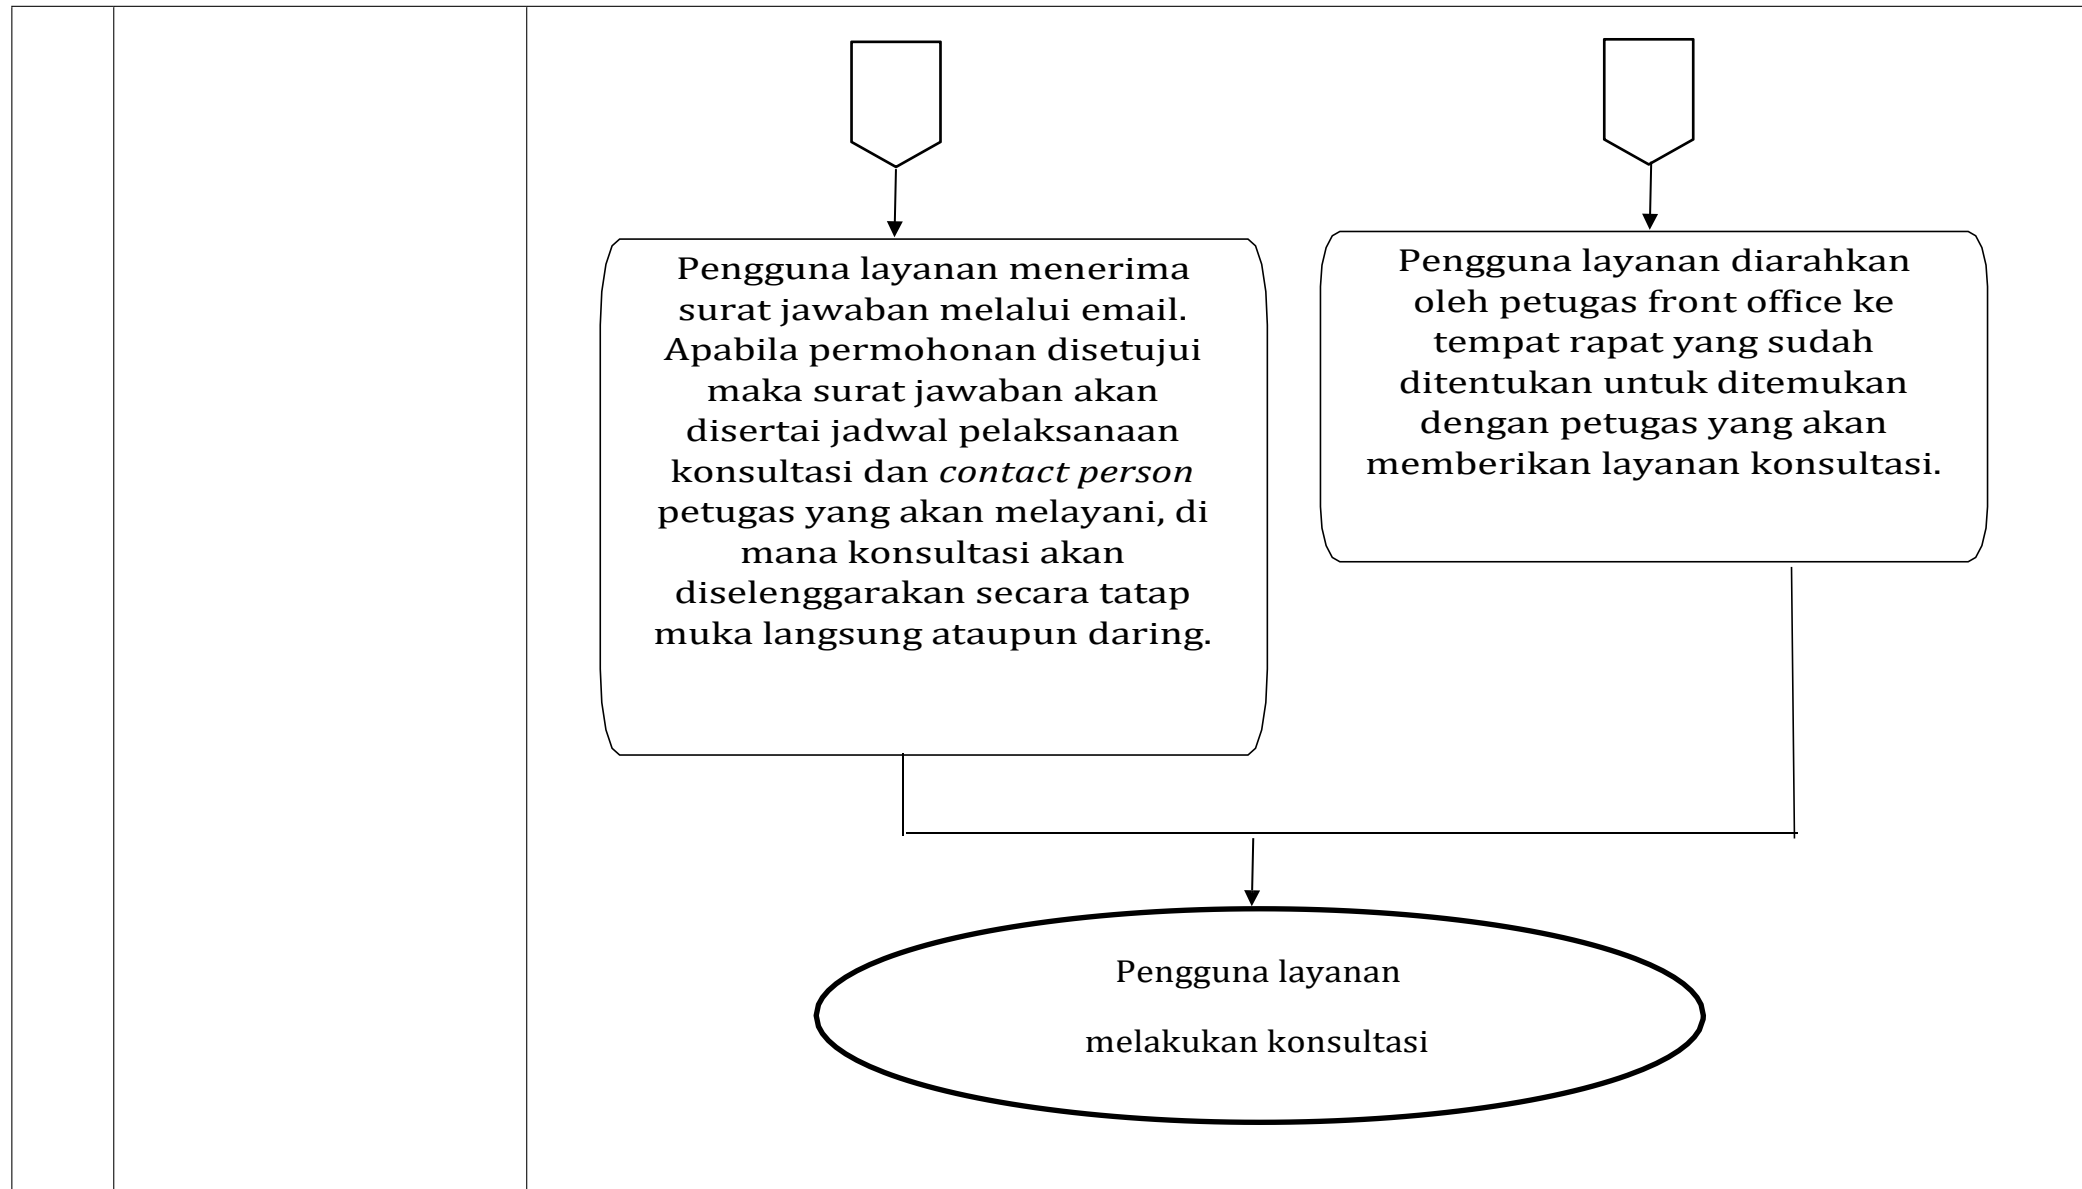 Pengguna layanan menerima
surat jawaban melalui email.
Apabila permohonan disetujui
maka surat jawaban akan
disertai jadwal pelaksanaan
konsultasi dan contact person
petugas yang akan melayani, di
mana konsultasi akan
diselenggarakan secara tatap
muka langsung ataupun daring.
Pengguna layanan diarahkan
oleh petugas front office ke
tempat rapat yang sudah
ditentukan untuk ditemukan
dengan petugas yang akan
memberikan layanan konsultasi.
Pengguna layanan
melakukan konsultasi